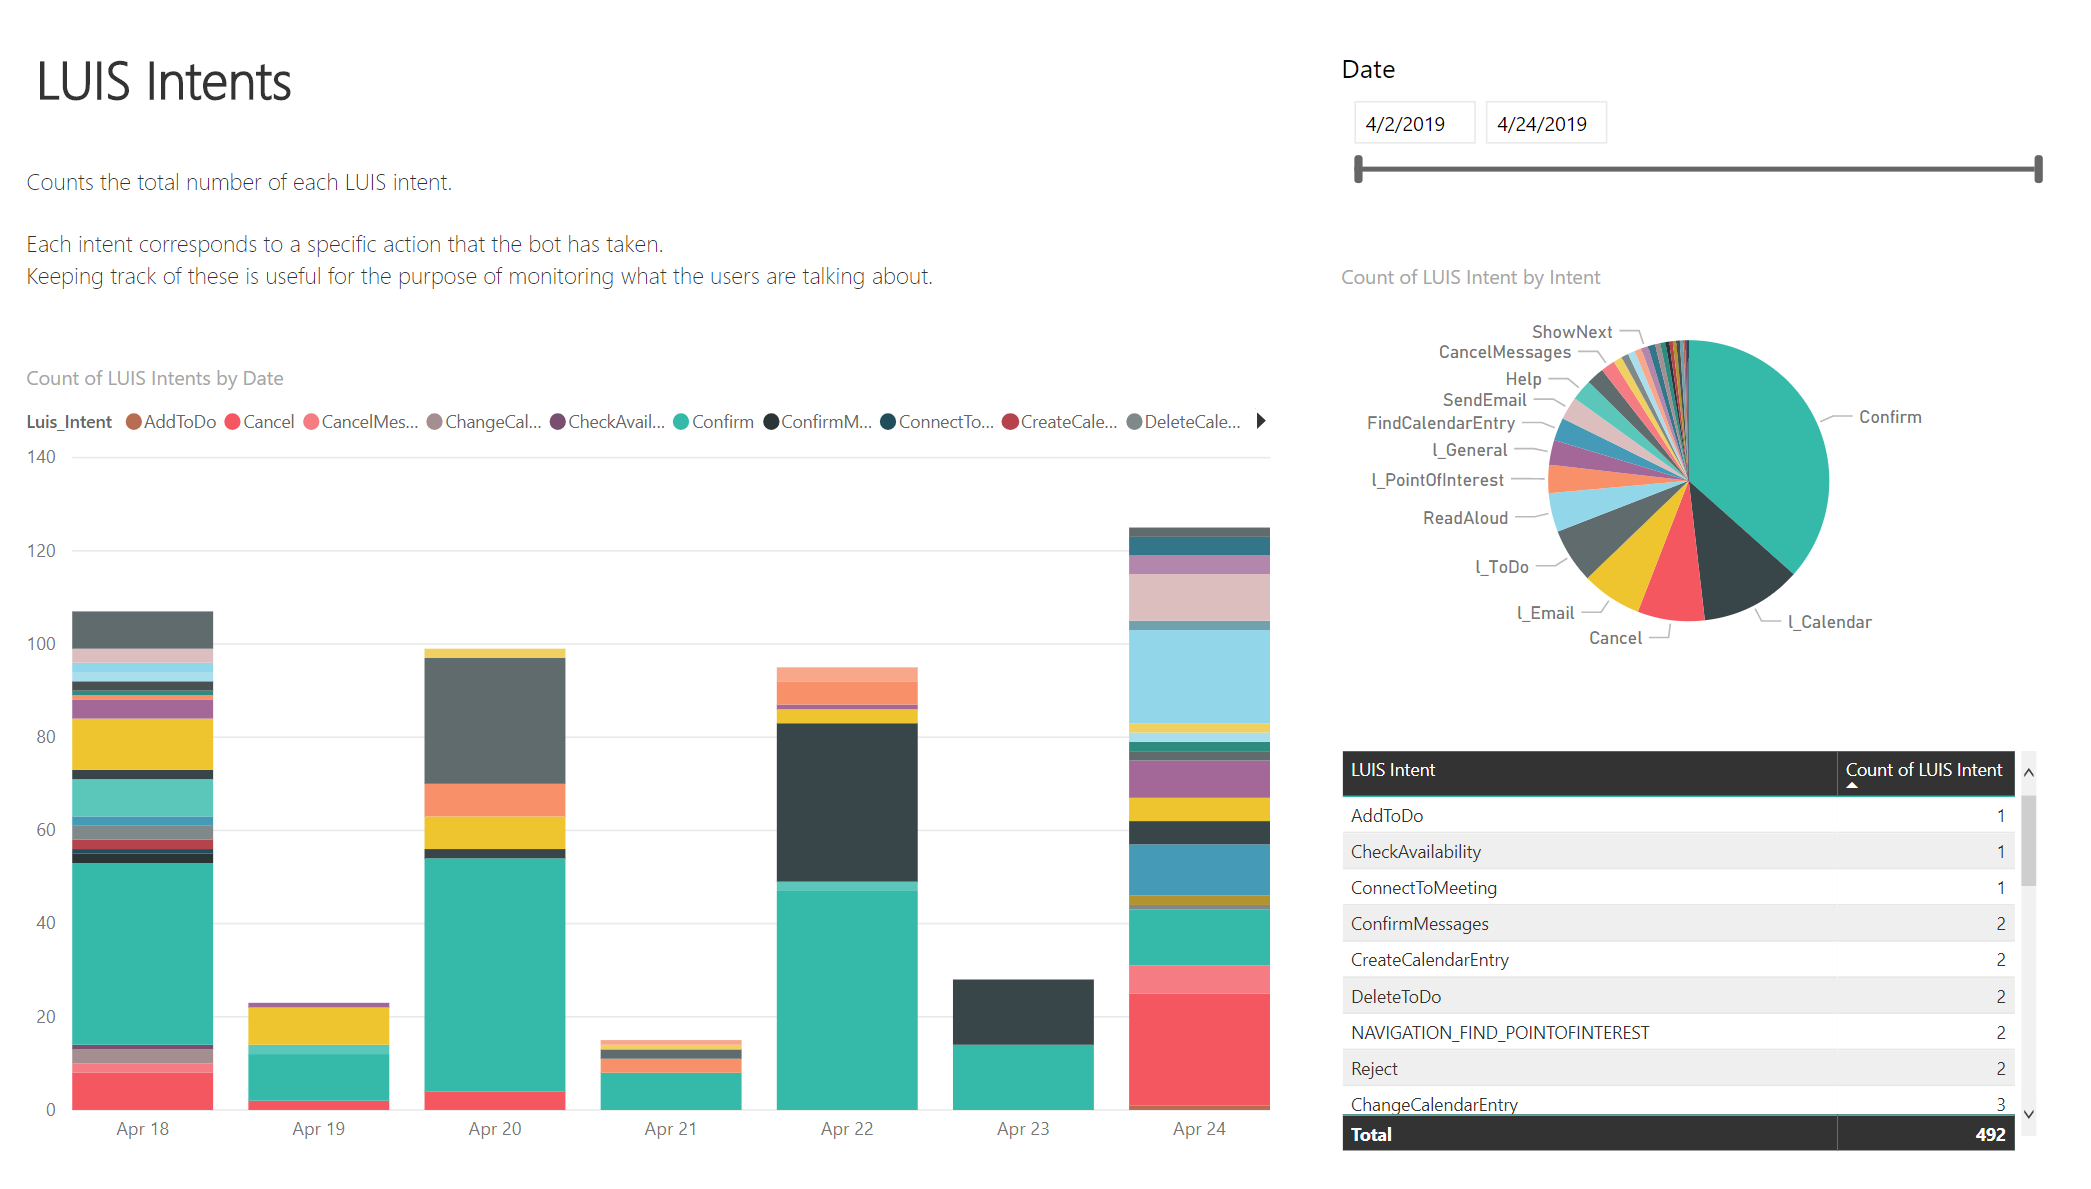 LUIS Intents
Counts the total number of each LUIS intent.
Each intent corresponds to a specific action that the bot has taken.
Keeping track of these is useful for the purpose of monitoring what the users are talking about.
Count of LUIS Intents by Date
Luis_Intent AddToDo Cancel CancelMes... ChangeCal... CheckAvail... Confirm ConfirmM... ConnectTo... CreateCale... DeleteCale...
140
120
100
80
60
40
20
0
Apr 18 Apr 19 Apr 20 Apr 21 Apr 22 Apr 23 Apr 24
Date
4/2/2019 4/24/2019
Count of LUIS Intent by Intent
ShowNext
CancelMessages
Help
SendEmail
FindCalendarEntry
l_General
l_PointOfInterest
ReadAloud
l_ToDo
l_Email
Cancel
l_Calendar
Confirm
LUIS Intent Count of LUIS Intent
AddToDo 1
CheckAvailability 1
ConnectToMeeting 1
ConfirmMessages 2
CreateCalendarEntry 2
DeleteToDo 2
NAVIGATION_FIND_POINTOFINTEREST 2
Reject 2
ChangeCalendarEntry 3
Total 492